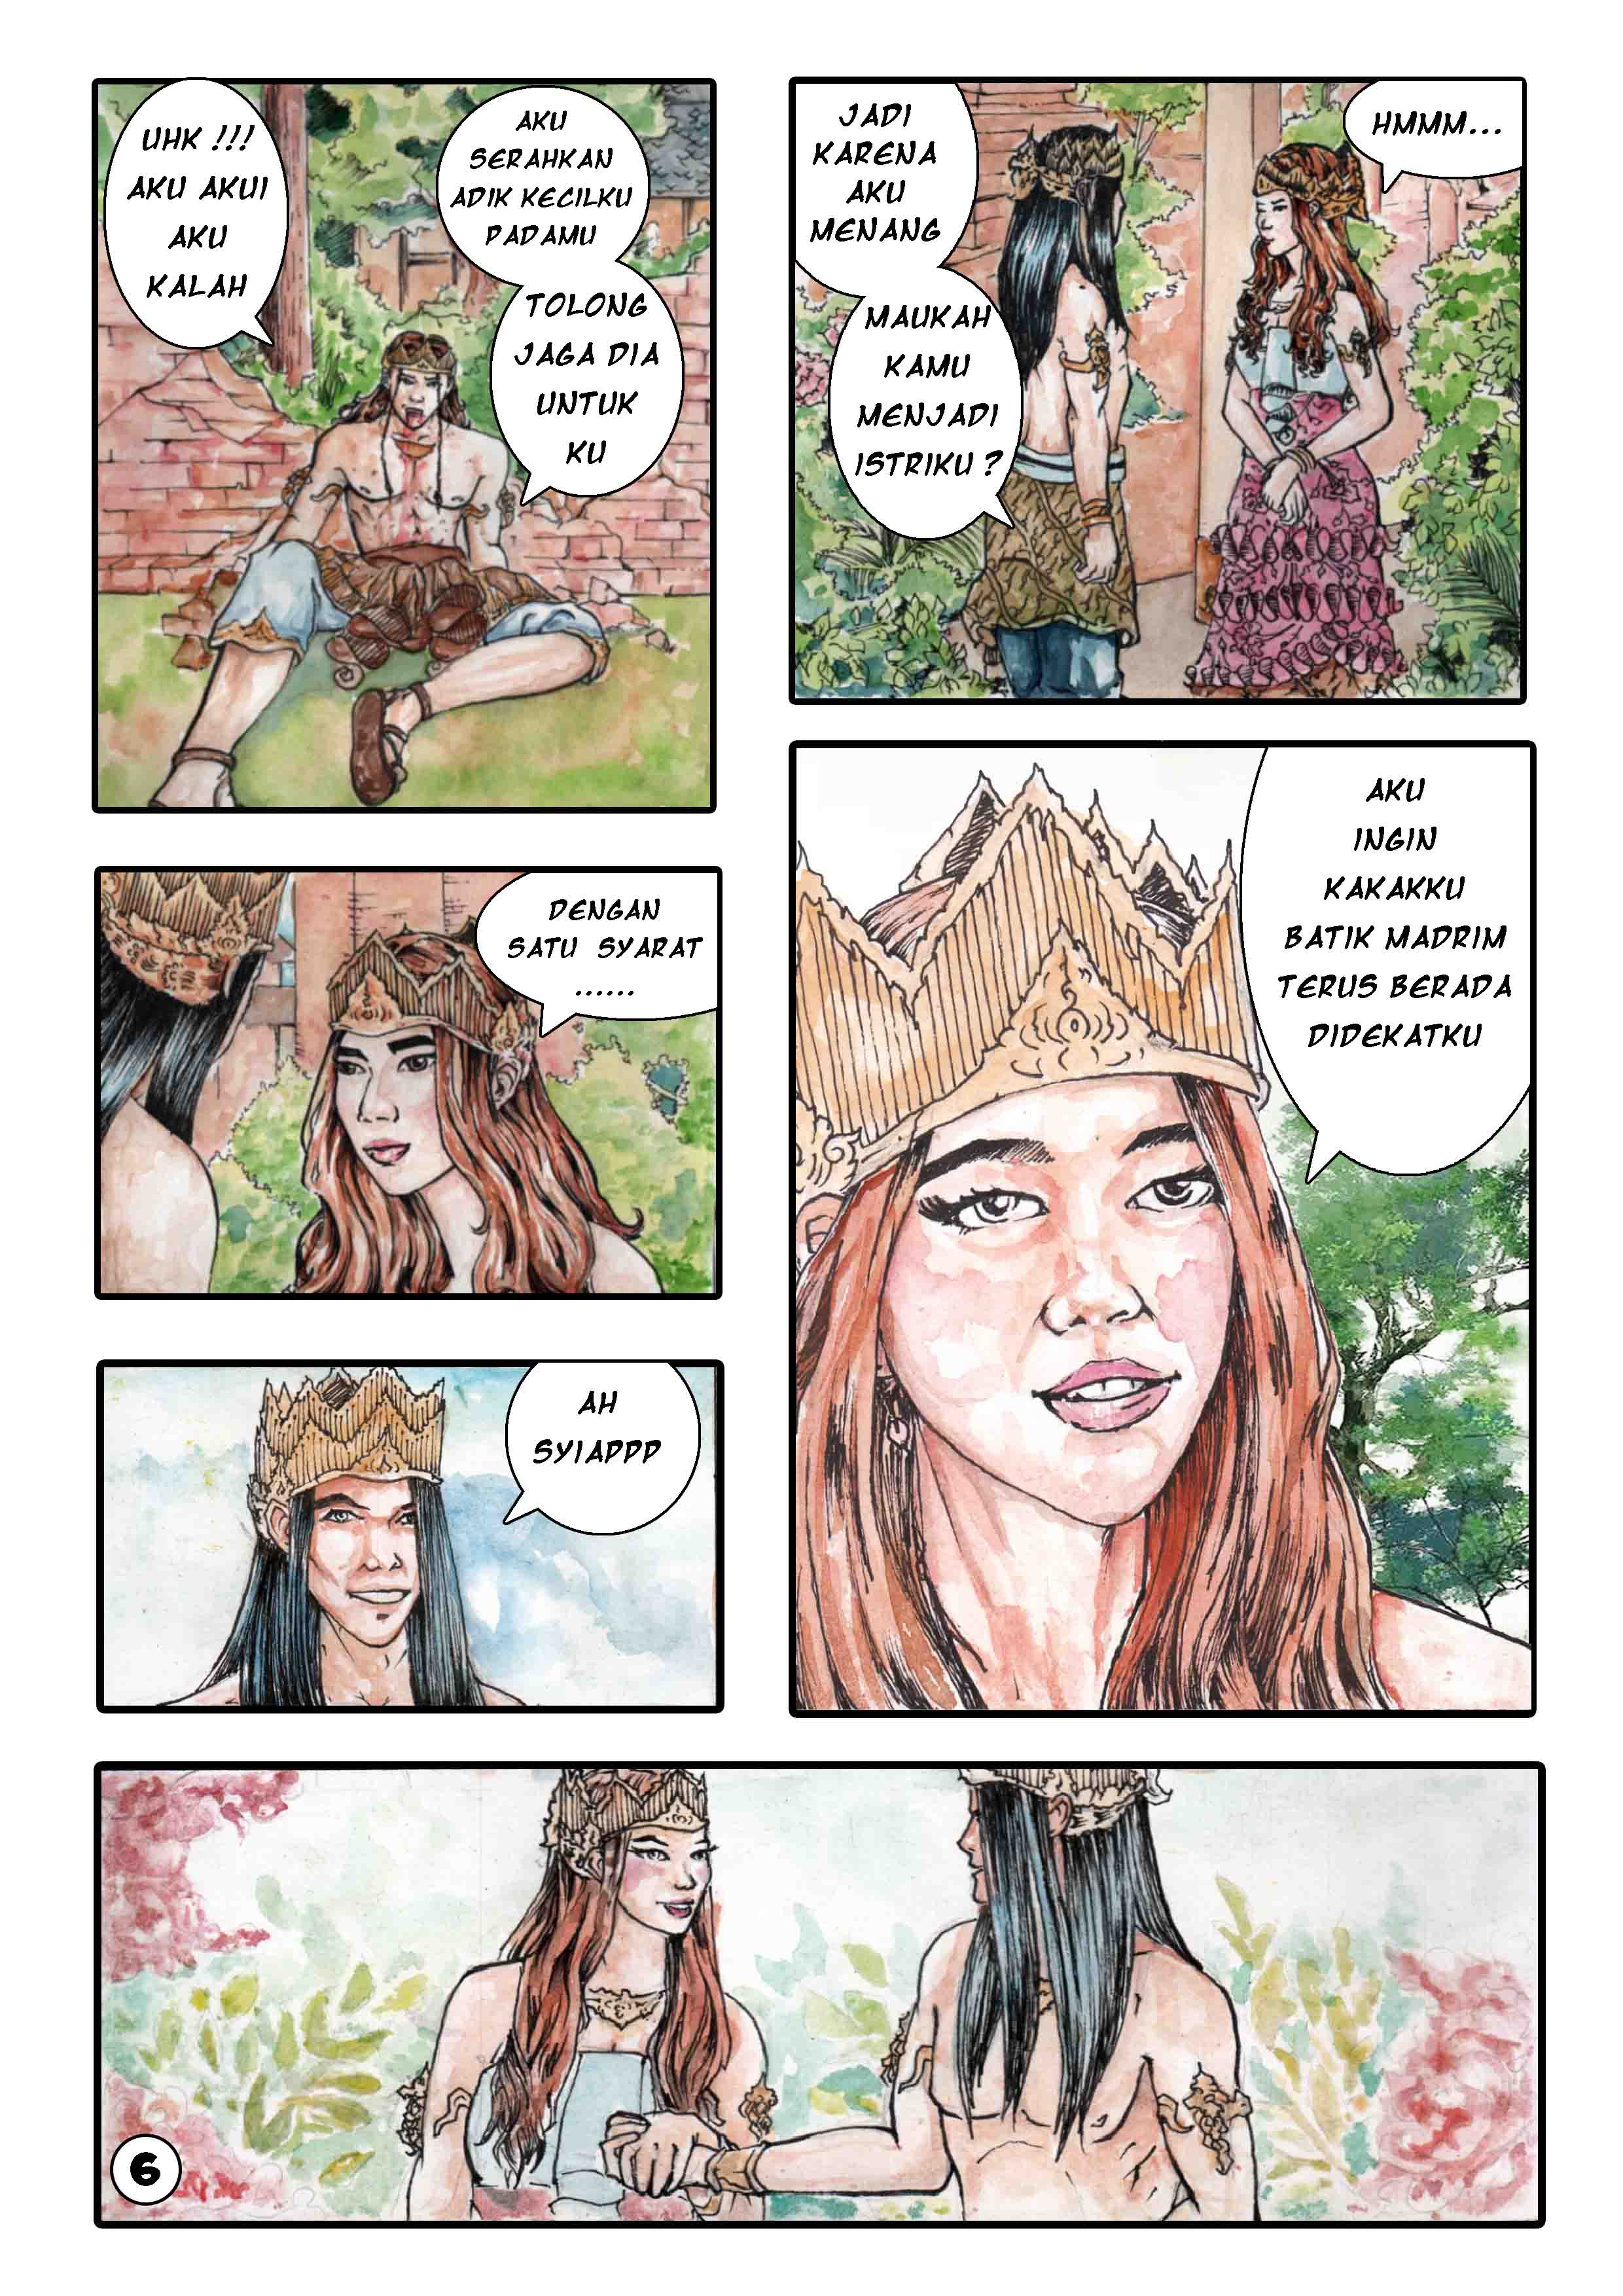 UHK !!!
AKU AKUI
AKU
KALAH
AKU
SERAHKAN
ADIK KECILKU
PADAMU
TOLONG
JAGA DIA
UNTUK
KU
JADI
KARENA
AKU
MENANG
MAUKAH
KAMU
MENJADI
ISTRIKU ?
HMMM...
DENGAN
SATU SYARAT
......
AKU
INGIN
KAKAKKU
BATIK MADRIM
TERUS BERADA
DIDEKATKU
AH
SYIAPPP
6